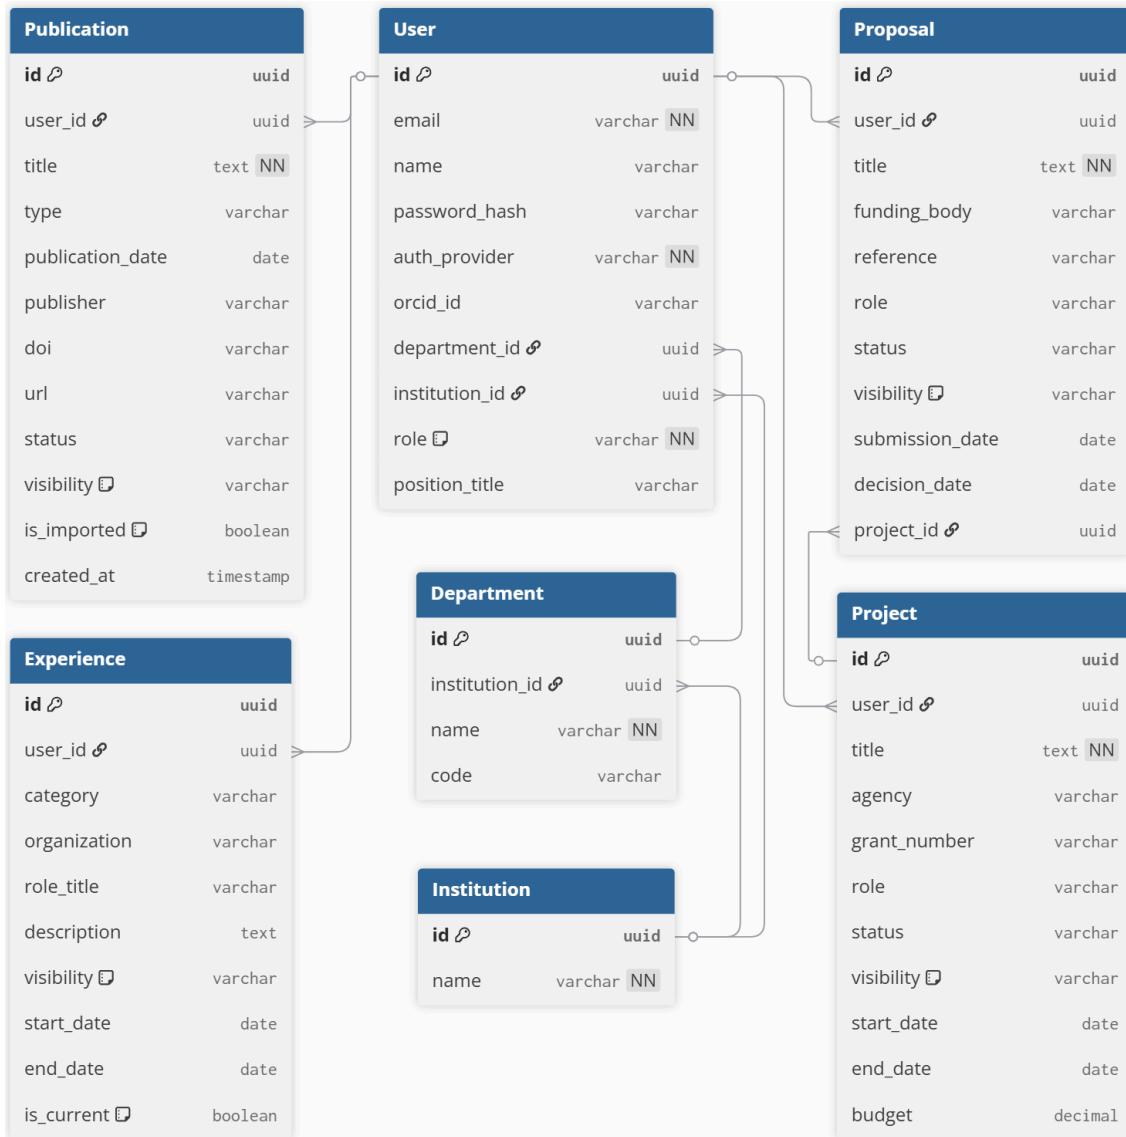 Publication
id uuid
user_id uuid
title text NN
type varchar
publication_date date
publisher varchar
doi varchar
url varchar
status varchar
visibility varchar
is_imported boolean
created_at timestamp
Experience
id uuid
user_id uuid
category varchar
organization varchar
role_title varchar
description text
visibility varchar
start_date date
end_date date
is_current boolean
User
id uuid
email varchar NN
name varchar
password_hash varchar
auth_provider varchar NN
orcid_id varchar
department_id uuid
institution_id uuid
role varchar NN
position_title varchar
Department
id uuid
institution_id uuid
name varchar NN
code varchar
Institution
id uuid
name varchar NN
Proposal
id uuid
user_id uuid
title text NN
funding_body varchar
reference varchar
role varchar
status varchar
visibility varchar
submission_date date
decision_date date
project_id uuid
Project
id uuid
user_id uuid
title text NN
agency varchar
grant_number varchar
role varchar
status varchar
visibility varchar
start_date date
end_date date
budget decimal